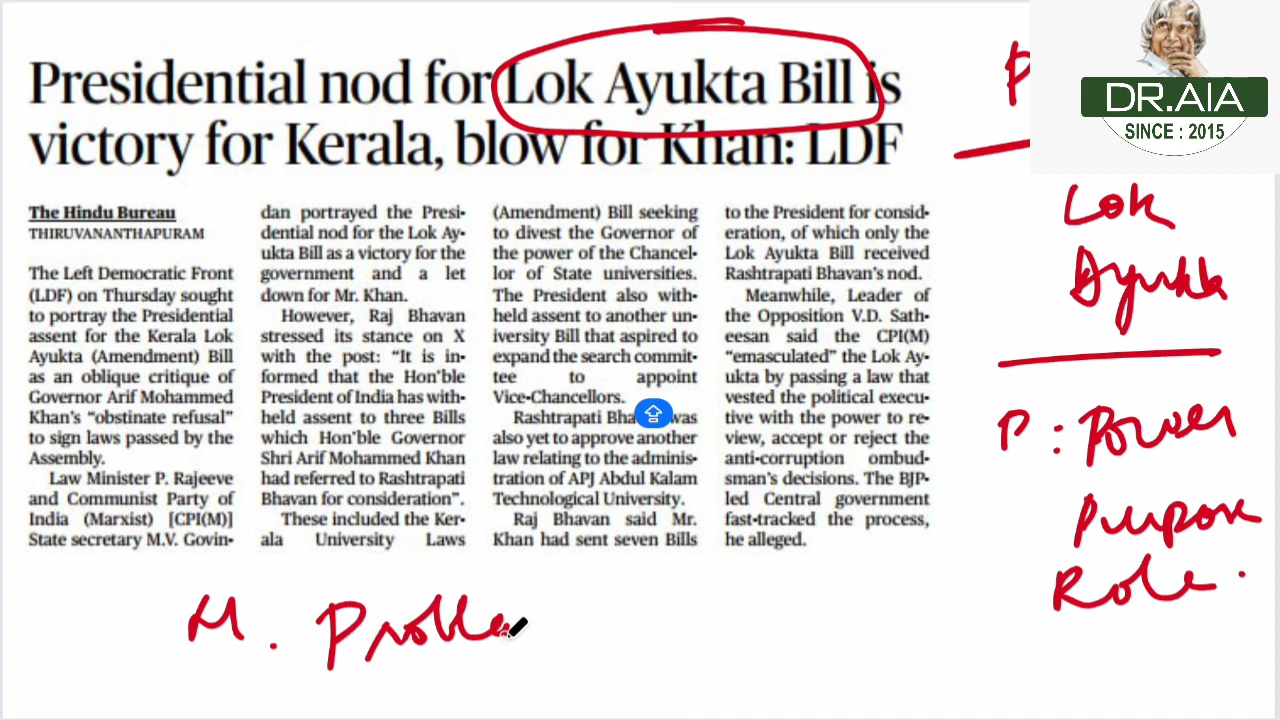 Presidential nod for Lok Ayukta Bill is
victory for Kerala, blow for Khan: LDF
The Hindu Bureau
THIRUVANANTHAPURAM
The Left Democratic Front
(LDF) on Thursday sought
to portray the Presidential
assent for the Kerala Lok
Ayukta (Amendment) Bill
as an oblique critique of
Governor Arif Mohammed
Khan's “obstinate refusal”
to sign laws passed by the
Assembly.
Law Minister P. Rajeeve
and Communist Party of
India (Marxist) [CPI(M)]
State secretary M.V. Govin-
dan portrayed the Presi-
dential nod for the Lok Ay-
ukta Bill as a victory for the
government and a let
down for Mr. Khan.
However, Raj Bhavan
stressed its stance on X
with the post: “It is in-
formed that the Hon'ble
President of India has with-
held assent to three Bills
which Hon'ble Governor
Shri Arif Mohammed Khan
had referred to Rashtrapati
Bhavan for consideration”.
These included the Ker-
ala University Laws
(Amendment) Bill seeking
to divest the Governor of
the power of the Chancel-
lor of State universities.
The President also with-
held assent to another un-
iversity Bill that aspired to
expand the search commit-
tee to appoint
Vice-Chancellors.
Rashtrapati Bha was
also yet to approve another
law relating to the adminis-
tration of APJ Abdul Kalam
Technological University.
Raj Bhavan said Mr.
Khan had sent seven Bills
to the President for consid-
eration, of which only the
Lok Ayukta Bill received
Rashtrapati Bhavan's nod.
Meanwhile, Leader of
the Opposition V.D. Sath-
eesan said the CPI(M)
“emasculated” the Lok Ay-
ukta by passing a law that
vested the political execu-
tive with the power to re-
view, accept or reject the
anti-corruption ombud-
sman's decisions. The BJP-
led Central government
fast-tracked the process,
he alleged.
P
DR.AIA
SINCE : 2015
Lok
Ayukta
P : Power
Purpose
Role.
M. Proble